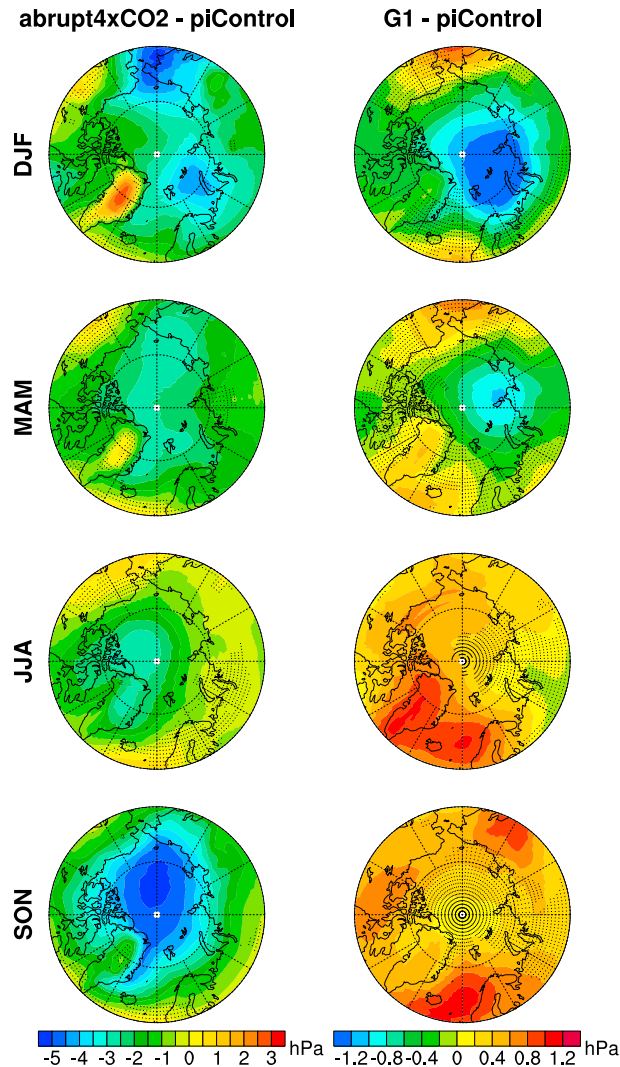 abrupt4xCO2 - piControl G1 - piControl
DJF
MAM
JJA
SON
-5 -4 -3 -2 -1 0 1 2 3 hPa
-1.2 -0.8 -0.4 0 0.4 0.8 1.2 hPa